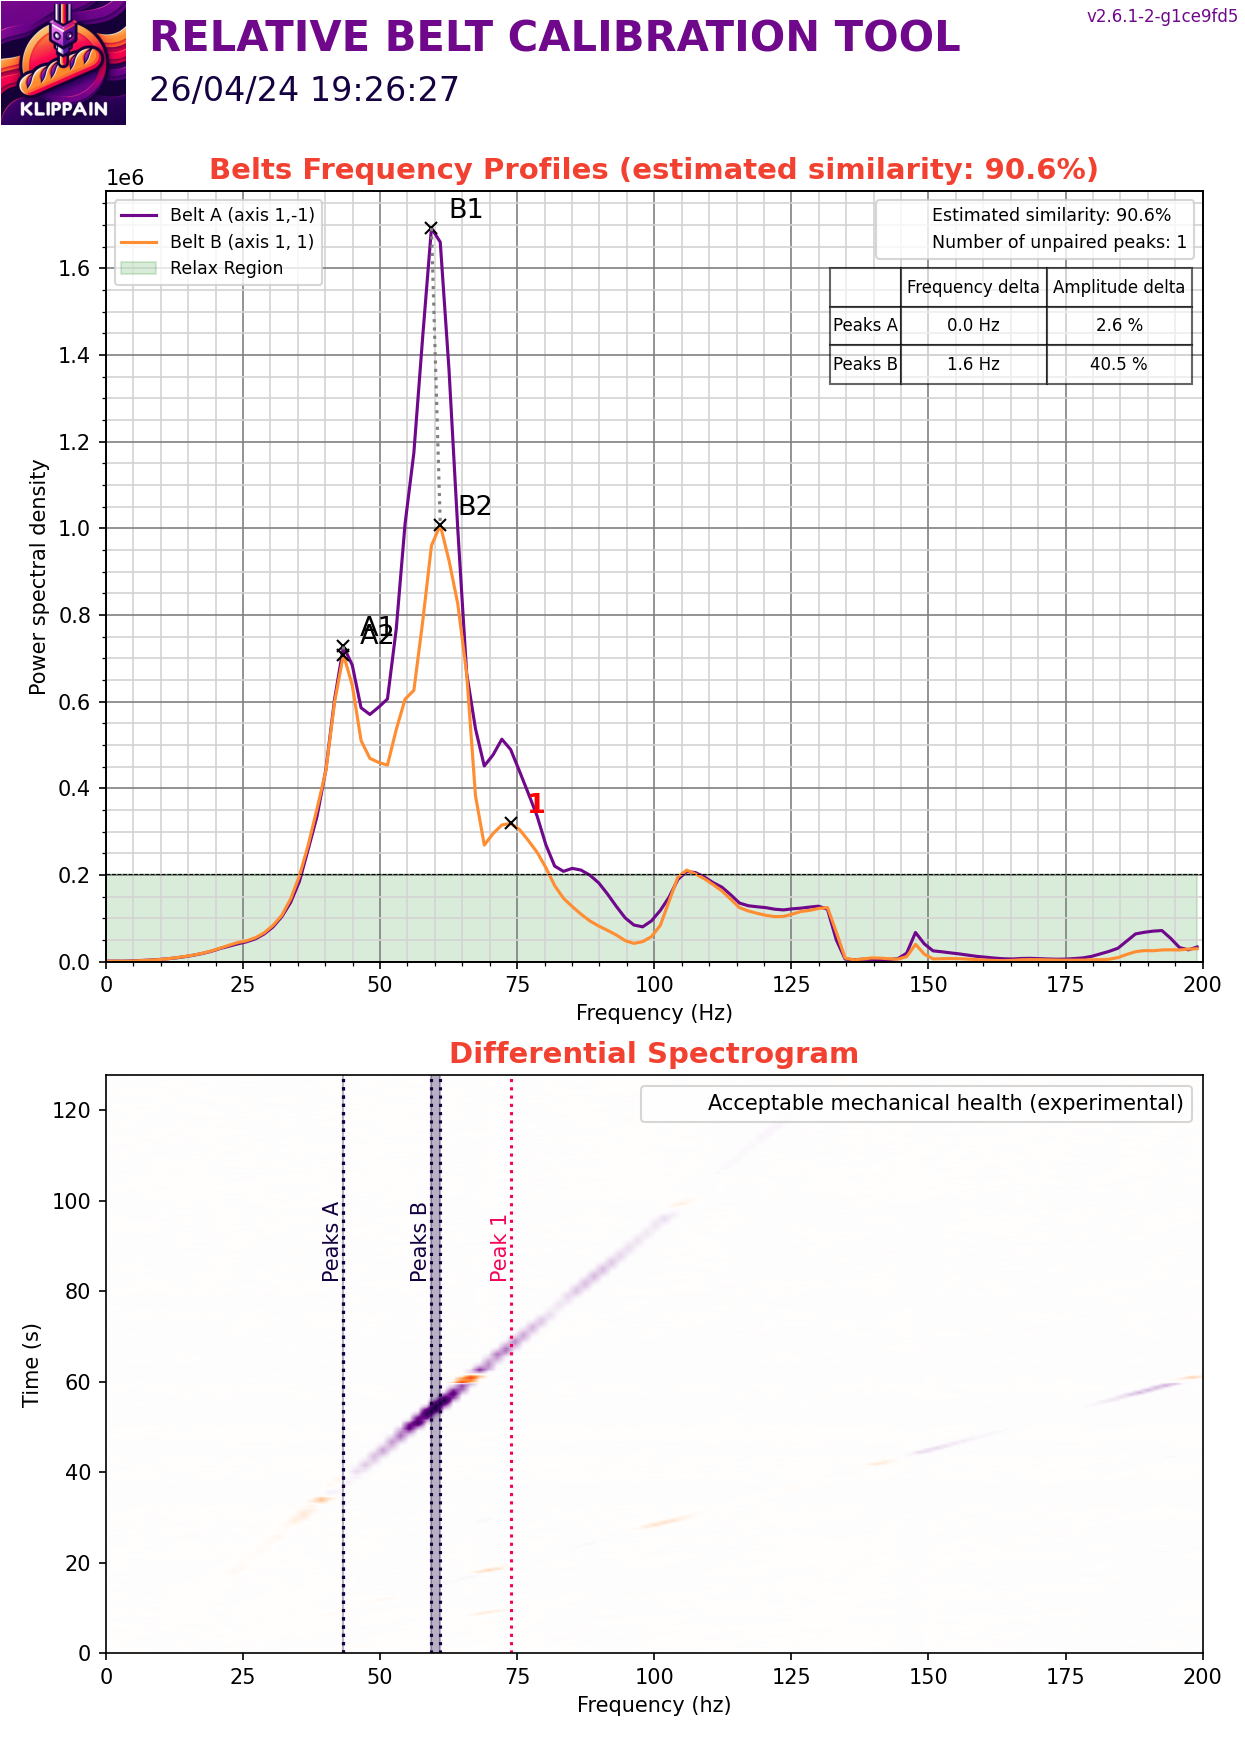 KLIPPAIN
RELATIVE BELT CALIBRATION TOOL
26/04/24 19:26:27
v2.6.1-2-g1ce9fd5
Belts Frequency Profiles (estimated similarity: 90.6%)
1e6
Belt A (axis 1,-1)
Belt B (axis 1, 1)
Relax Region
Estimated similarity: 90.6%
Number of unpaired peaks: 1
Frequency delta Amplitude delta
Peaks A 0.0 Hz 2.6 %
Peaks B 1.6 Hz 40.5 %
B1
B2
A1
A2
1
Power spectral density
1.6
1.4
1.2
1.0
0.8
0.6
0.4
0.2
0.0
0 25 50 75 100 125 150 175 200
Frequency (Hz)
Differential Spectrogram
Acceptable mechanical health (experimental)
Peaks A
Peaks B
Peak 1
Time (s)
120
100
80
60
40
20
0
0 25 50 75 100 125 150 175 200
Frequency (hz)